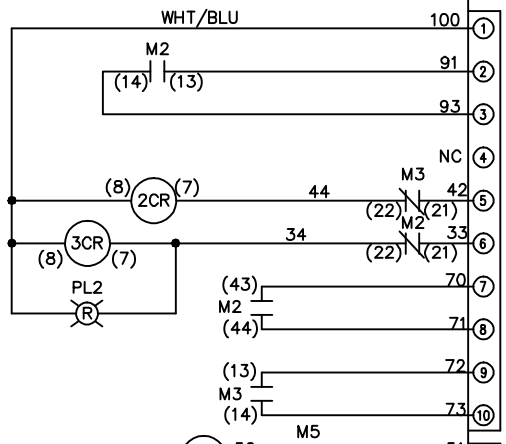 WHT/BLU 100 1
M2 91 2
(14) (13)
93 3
NC 4
M3
(8) 2CR (7) 44 42 5
(22) (21)
M2
3CR 34 33 6
(8) (7) (22) (21)
PL2 (43) 70 7
R M2
(44) 71 8
(13) 72 9
M3
(14) 73 10
M5